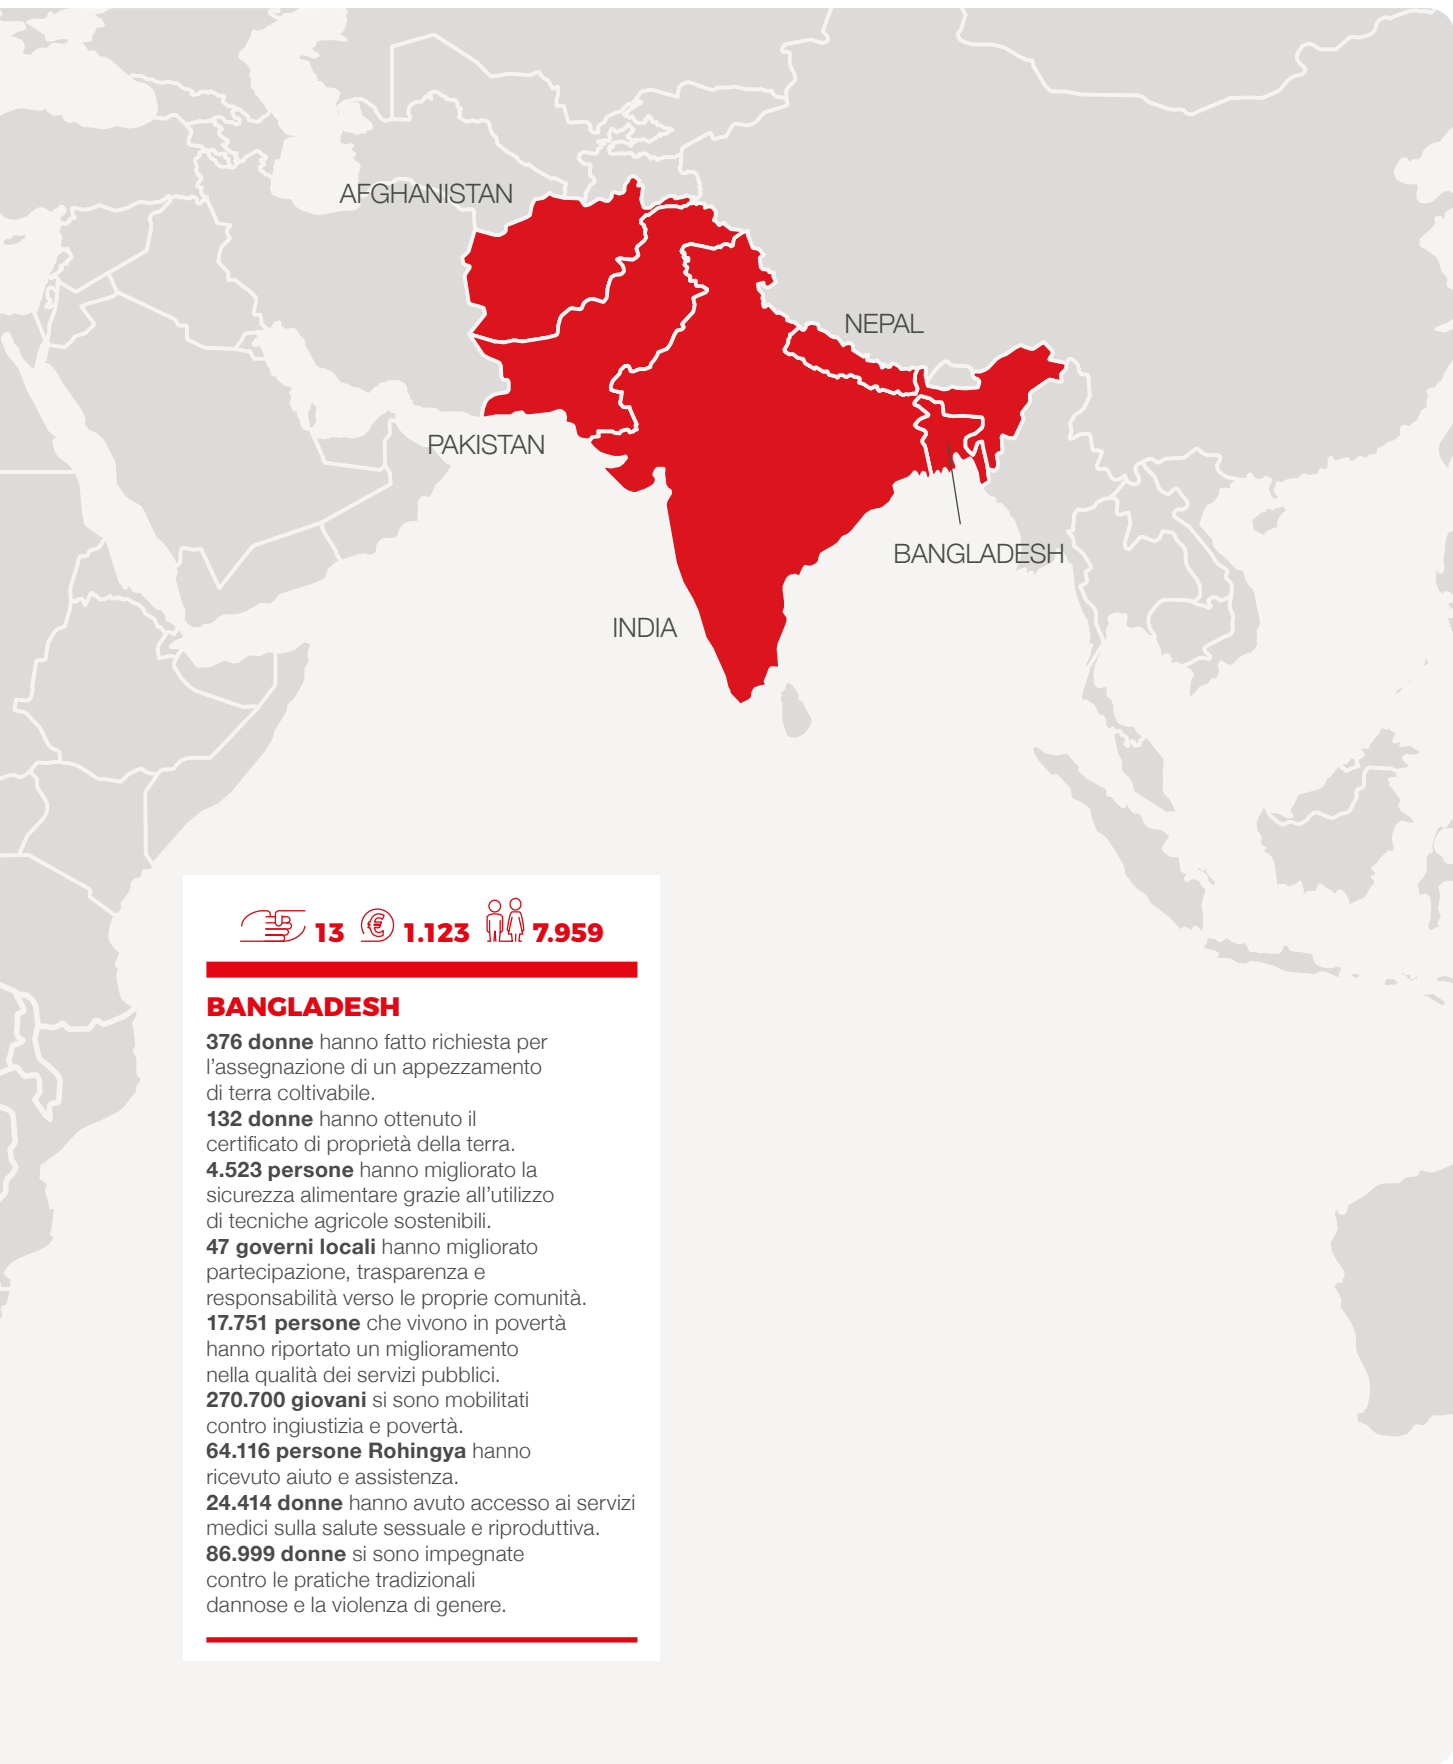 AFGHANISTAN
NEPAL
PAKISTAN
BANGLADESH
INDIA
13 € 1.123 7.959
BANGLADESH
376 donne hanno fatto richiesta per
l’assegnazione di un appezzamento
di terra coltivabile.
132 donne hanno ottenuto il
certificato di proprietà della terra.
4.523 persone hanno migliorato la
sicurezza alimentare grazie all’utilizzo
di tecniche agricole sostenibili.
47 governi locali hanno migliorato
partecipazione, trasparenza e
responsabilità verso le proprie comunità.
17.751 persone che vivono in povertà
hanno riportato un miglioramento
nella qualità dei servizi pubblici.
270.700 giovani si sono mobilitati
contro ingiustizia e povertà.
64.116 persone Rohingya hanno
ricevuto aiuto e assistenza.
24.414 donne hanno avuto accesso ai servizi
medici sulla salute sessuale e riproduttiva.
86.999 donne si sono impegnate
contro le pratiche tradizionali
dannose e la violenza di genere.